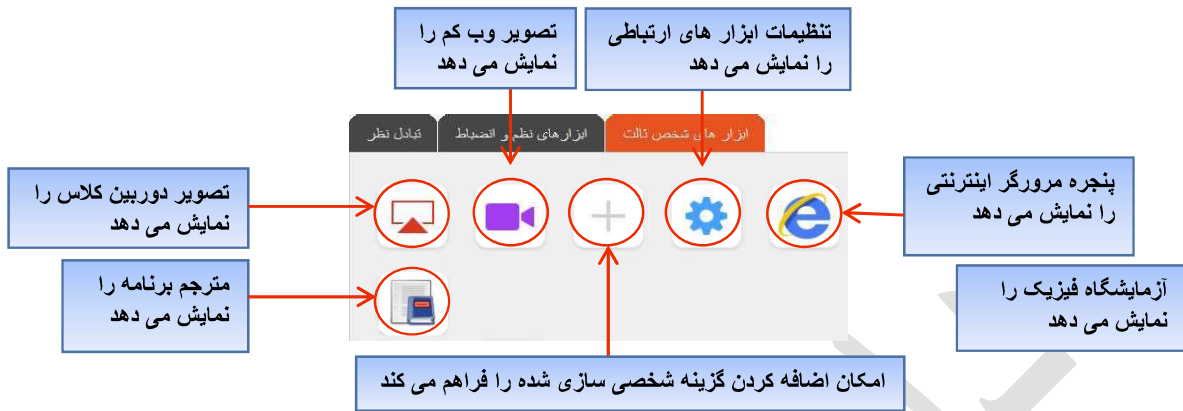 تصویر وب کم را
نمایش می دهد
تنظیمات ابزار های ارتباطی
را نمایش می دهد
ابزار های شخص ثالث
ابزارهای نظم و انضباط
تبادل نظر
پنجره مرورگر اینترنتی
را نمایش می دهد
تصویر دوربین کلاس را
نمایش می دهد
آزمایشگاه فیزیک را
نمایش می دهد
مترجم برنامه را
نمایش می دهد
امکان اضافه کردن گزینه شخصی سازی شده را فراهم می کند